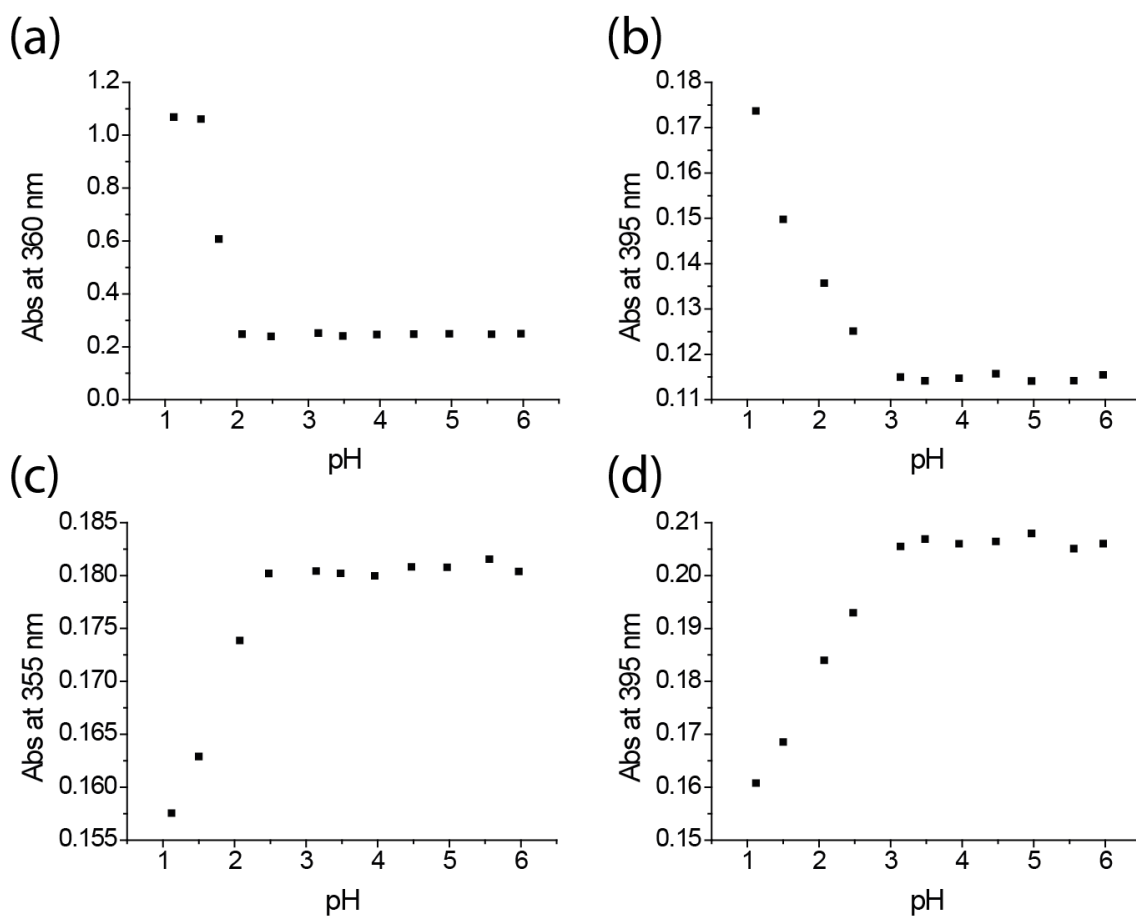 (a)
1.2
1.0
0.8
0.6
0.4
0.2
0.0
Abs at 360 nm
1 2 3 4 5 6
pH
(b)
0.18
0.17
0.16
0.15
0.14
0.13
0.12
0.11
Abs at 395 nm
1 2 3 4 5 6
pH
(c)
0.185
0.180
0.175
0.170
0.165
0.160
0.155
Abs at 355 nm
1 2 3 4 5 6
pH
(d)
0.21
0.20
0.19
0.18
0.17
0.16
0.15
Abs at 395 nm
1 2 3 4 5 6
pH